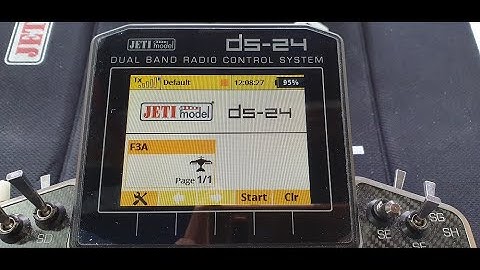 JETI model ds-24
DUAL BAND RADIO CONTROL SYSTEM
Tx Default 12:08:27 95%
JETI model ds-24
F3A
Page 1/1
Start Clr
SD
SE
SF
SG
SH
JETI